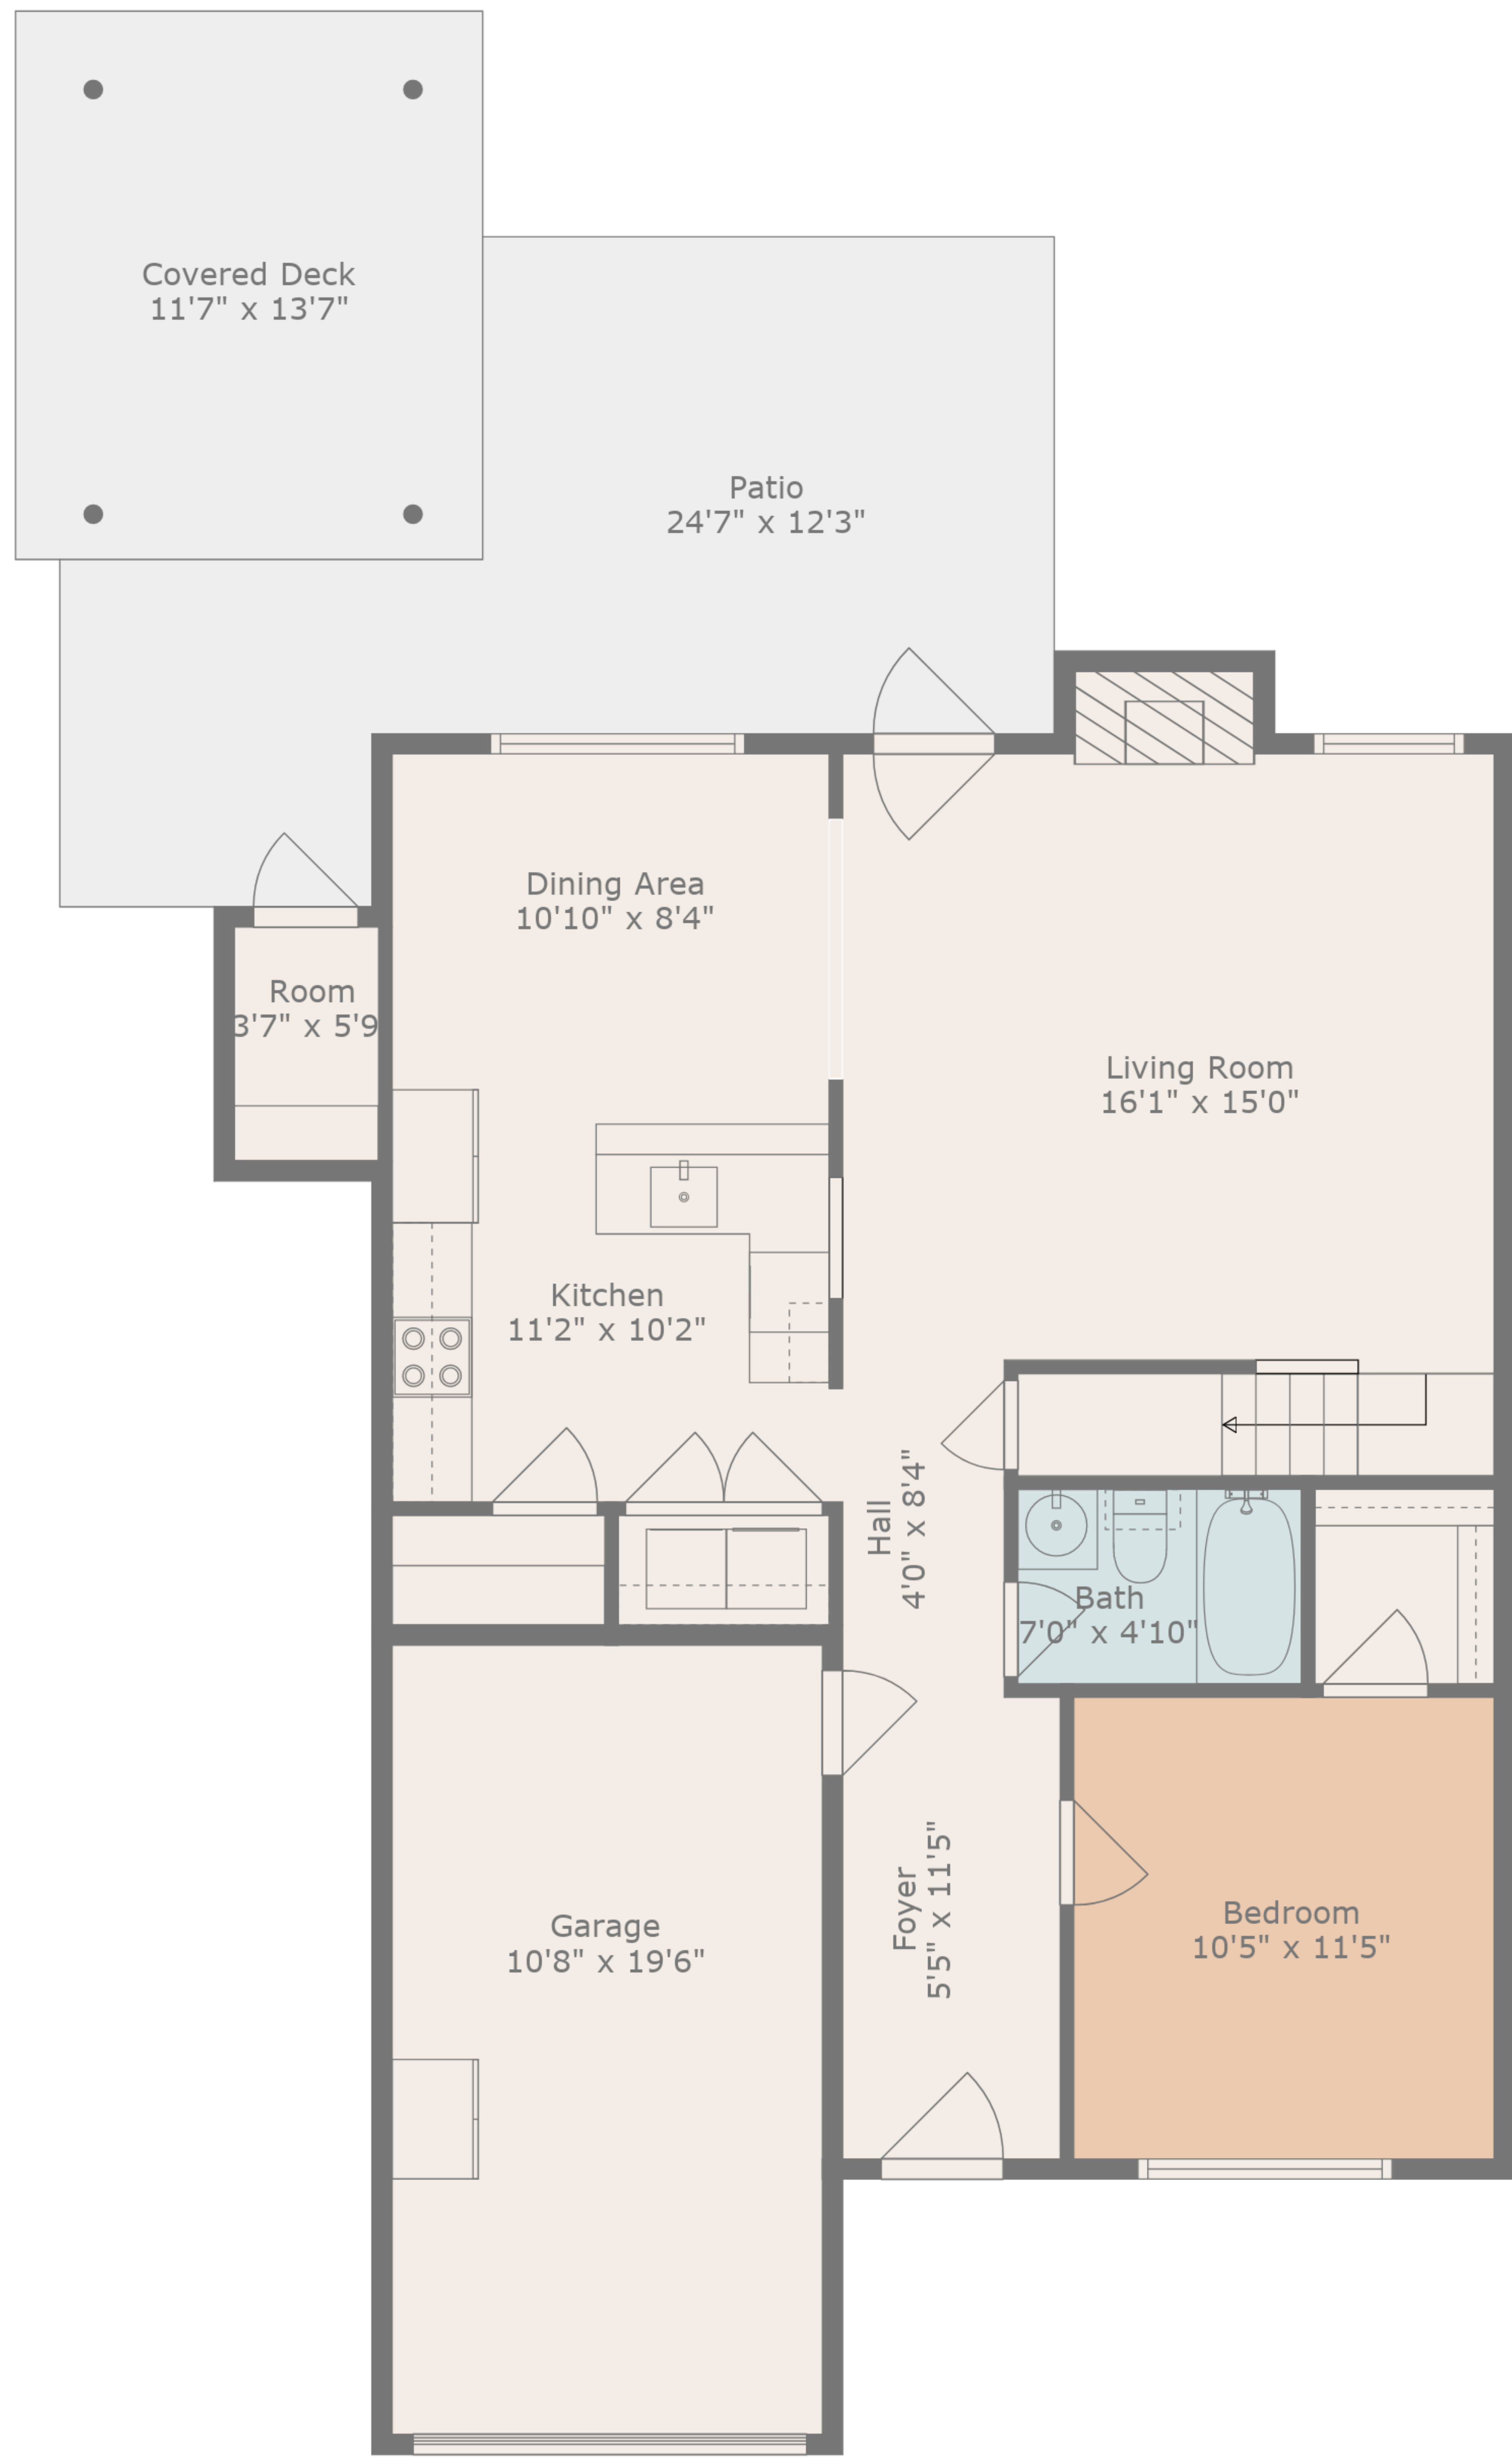 Covered Deck
11'7" x 13'7"
Patio
24'7" x 12'3"
Dining Area
10'10" x 8'4"
Room
3'7" x 5'9
Living Room
16'1" x 15'0"
Kitchen
11'2" x 10'2"
Hall
4'0" x 8'4"
Bath
7'0" x 4'10"
Foyer
5'5" x 11'5"
Bedroom
10'5" x 11'5"
Garage
10'8" x 19'6"